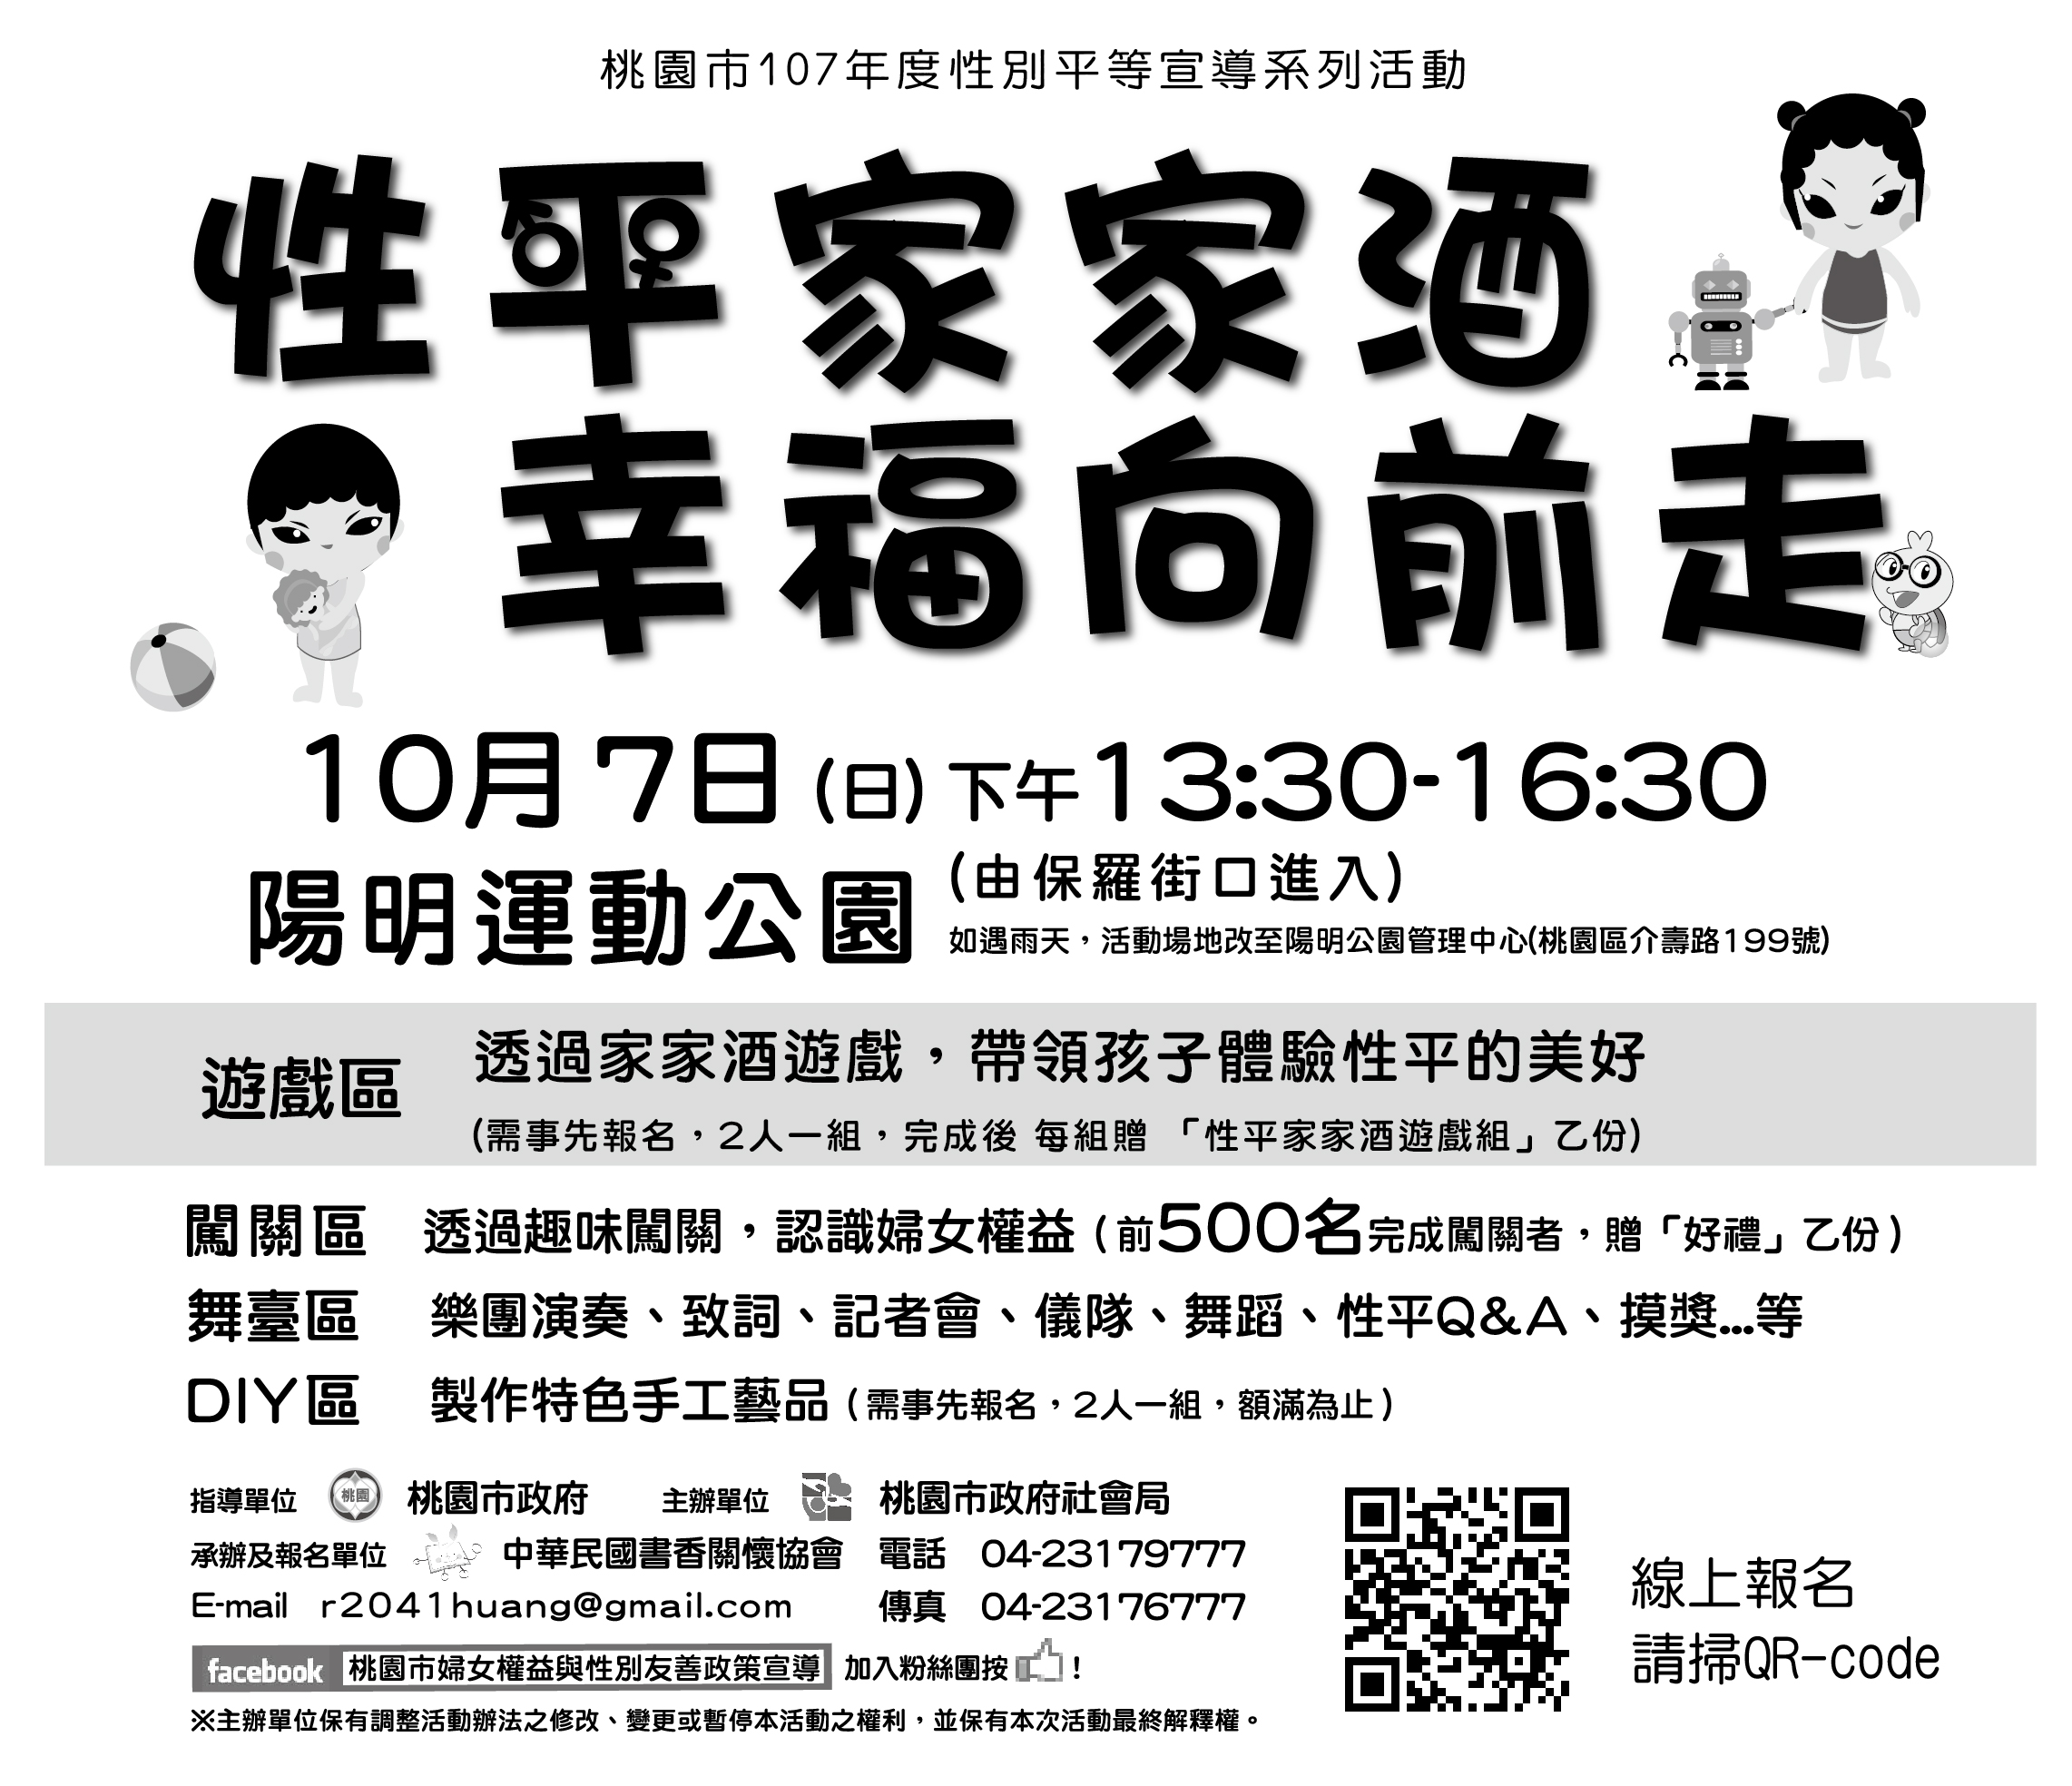 桃園市107年度性別平等宣導系列活動
性平家家酒
幸福向前走
10月7日(日)下午13:30-16:30
陽明運動公園 (由保羅街口進入)
如遇雨天，活動場地改至陽明公園管理中心(桃園區介壽路199號)
遊戲區 透過家家酒遊戲，帶領孩子體驗性平的美好
(需事先報名，2人一組，完成後 每組贈 「性平家家酒遊戲組」乙份)
闖關區 透過趣味闖關，認識婦女權益(前500名完成闖關者，贈「好禮」乙份)
舞臺區 樂團演奏、致詞、記者會、儀隊、舞蹈、性平Q&A、摸獎...等
DIY區 製作特色手工藝品(需事先報名，2人一組，額滿為止)
指導單位 桃園 桃園市政府 主辦單位 桃園市政府社會局
承辦及報名單位 中華民國書香關懷協會 電話 04-23179777
E-mail r2041huang@gmail.com 傳真 04-23176777
facebook 桃園市婦女權益與性別友善政策宣導 加入粉絲團按!
※主辦單位保有調整活動辦法之修改、變更或暫停本活動之權利，並保有本次活動最終解釋權。
線上報名
請掃QR-code